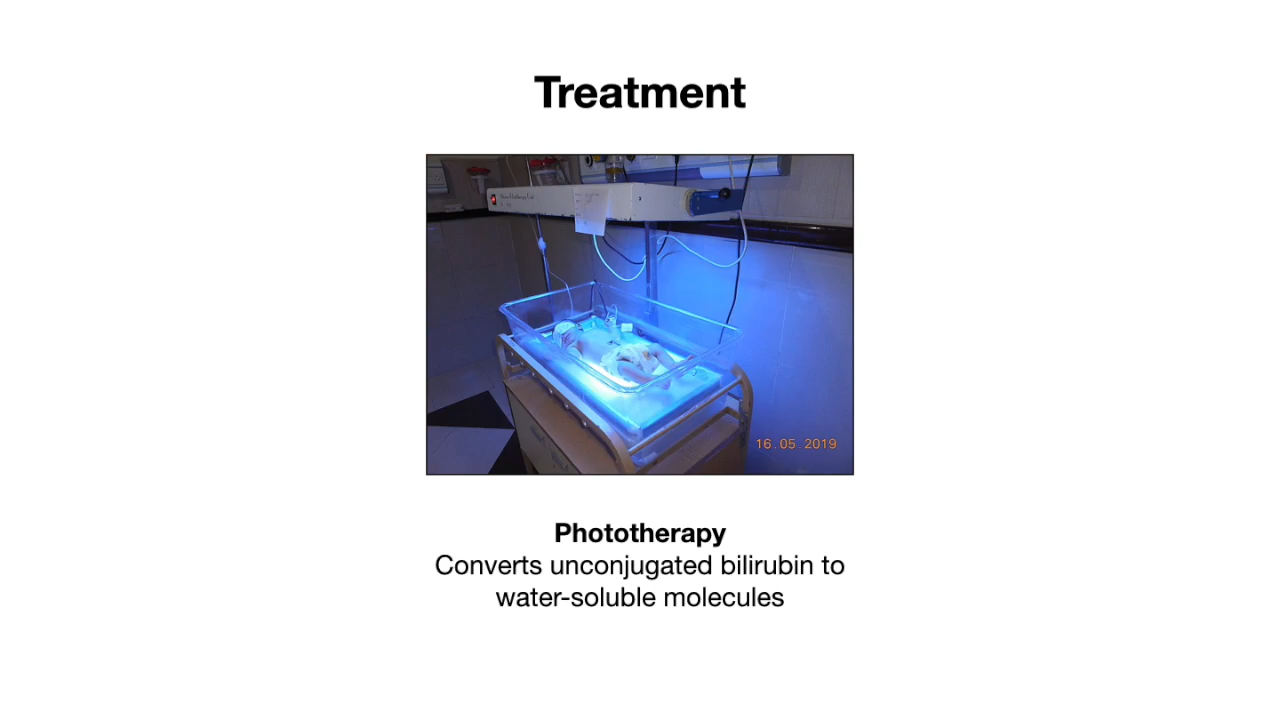 Treatment
16.05.2019
Phototherapy
Converts unconjugated bilirubin to
water-soluble molecules